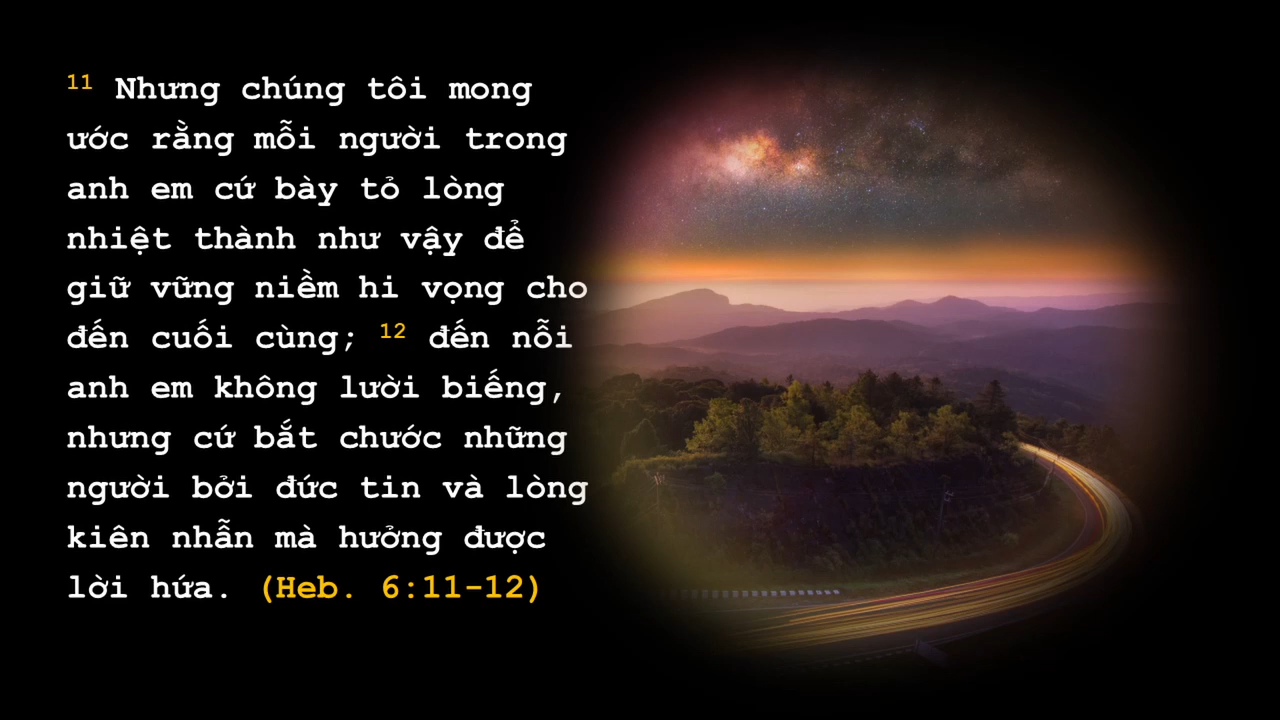 11 Nhưng chúng tôi mong
ước rằng mỗi người trong
anh em cứ bày tỏ lòng
nhiệt thành như vậy để
giữ vững niềm hi vọng cho
đến cuối cùng; 12 đến nỗi
anh em không lười biếng,
nhưng cứ bắt chước những
người bởi đức tin và lòng
kiên nhẫn mà hưởng được
lời hứa. (Heb. 6:11-12)